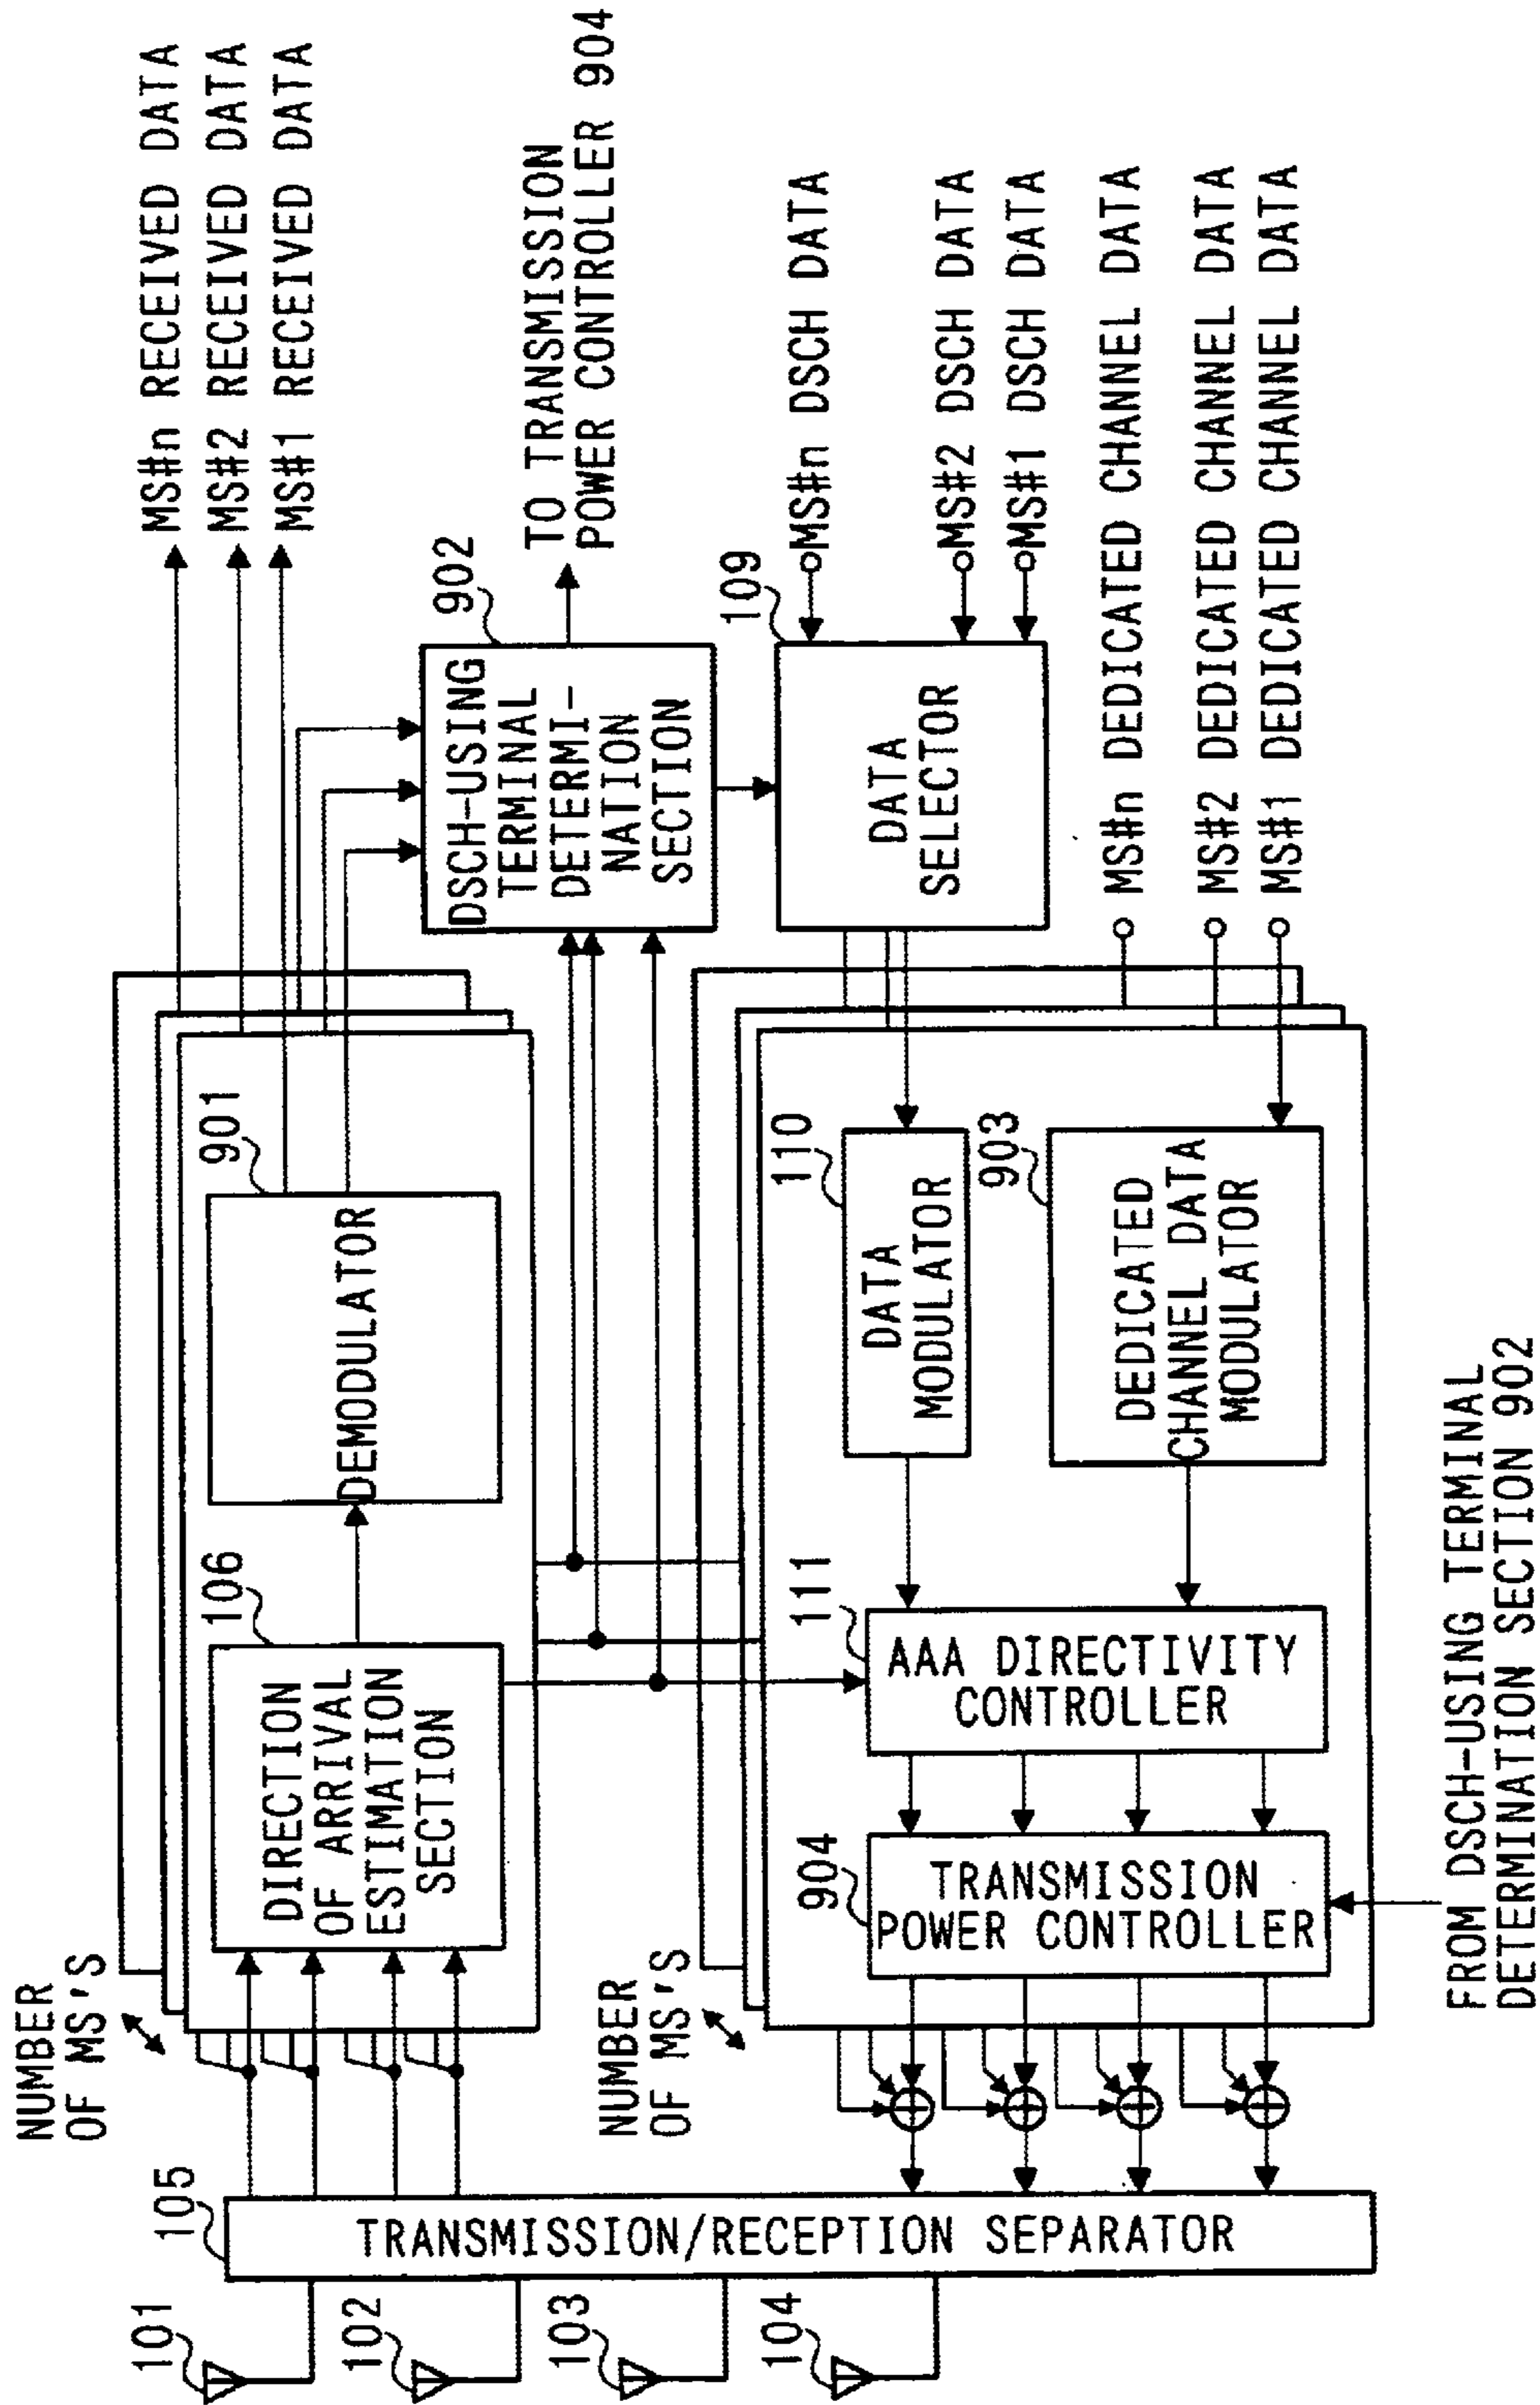 101
102
103
104
105
TRANSMISSION/RECEPTION SEPARATOR
NUMBER
OF MS'S
106
DIRECTION
OF ARRIVAL
ESTIMATION
SECTION
901
DEMODULATOR
MS#n RECEIVED DATA
MS#2 RECEIVED DATA
MS#1 RECEIVED DATA
902
DSCH-USING
TERMINAL
DETERMI-
NATION
SECTION
TO TRANSMISSION
POWER CONTROLLER 904
NUMBER
OF MS'S
904
TRANSMISSION
POWER CONTROLLER
111
AAA DIRECTIVITY
CONTROLLER
110
DATA
MODULATOR
903
DEDICATED
CHANNEL DATA
MODULATOR
109
DATA
SELECTOR
MS#n DSCH DATA
MS#2 DSCH DATA
MS#1 DSCH DATA
MS#n DEDICATED CHANNEL DATA
MS#2 DEDICATED CHANNEL DATA
MS#1 DEDICATED CHANNEL DATA
FROM DSCH-USING TERMINAL
DETERMINATION SECTION 902